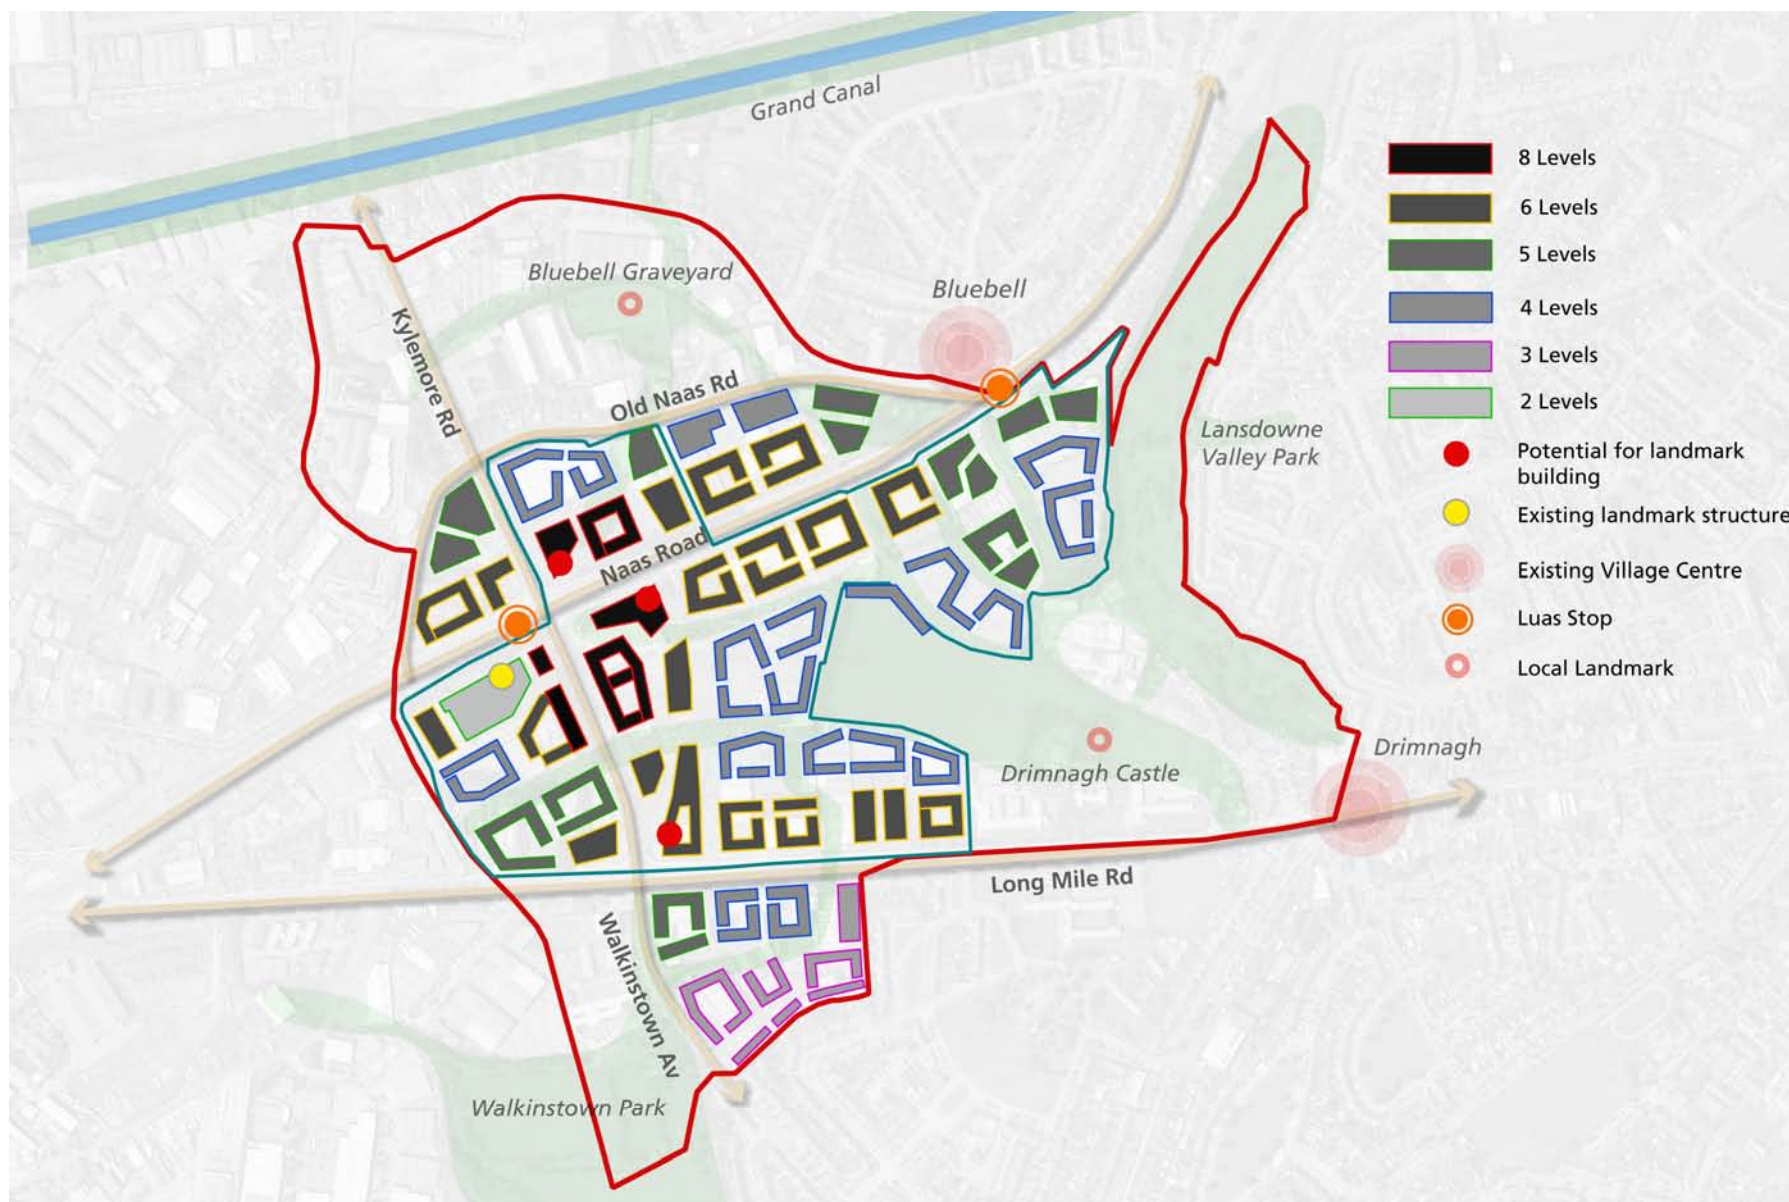 Grand Canal
Bluebell Graveyard
Bluebell
Kylemore Rd
Old Naas Rd
Lansdowne
Valley Park
Naas Road
Drimnagh
Drimnagh Castle
Long Mile Rd
Walkinstown Av
Walkinstown Park
8 Levels
6 Levels
5 Levels
4 Levels
3 Levels
2 Levels
Potential for landmark
building
Existing landmark structure
Existing Village Centre
Luas Stop
Local Landmark